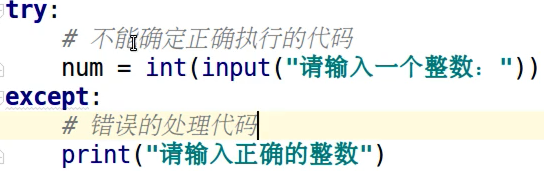 try:
    # 不能确定正确执行的代码
    num = int(input("请输入一个整数："))
except:
    # 错误的处理代码
    print("请输入正确的整数")